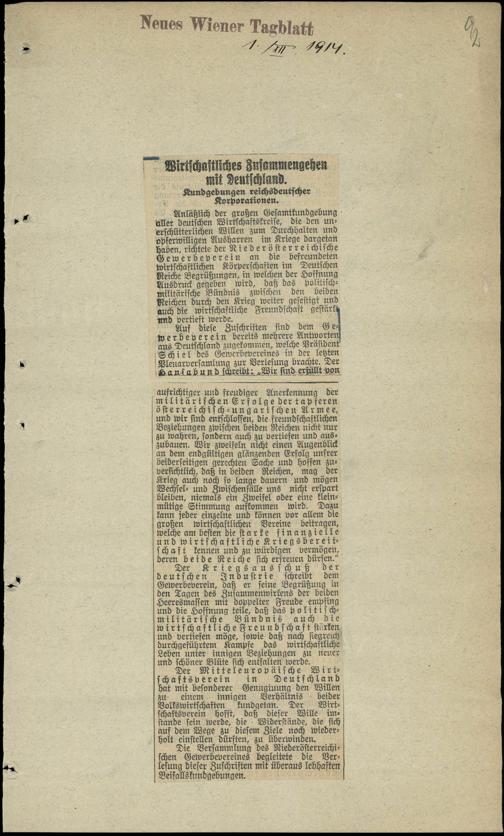 Neues Wiener Tagblatt
1. /XII 1914.
92
Wirtschaftliches Zusammengehen
mit Deutschland.
Kundgebungen reichsdeutscher
Korporationen.
Anläßlich der großen Gesamtkundgebung
aller deutschen Wirtschaftskreise, die den un-
erschütterlichen Willen zum Durchhalten und
opferwilligen Ausharren im Kriege dargetan
haben, richtete der Niederösterreichische
Gewerbeverein an die befreundeten
wirtschaftlichen Körperschaften im Deutschen
Reiche Begrüßungen, in welchen der Hoffnung
Ausdruck gegeben wird, daß das politisch-
militärische Bündnis zwischen den beiden
Reichen durch den Krieg weiter gefestigt und
auch die wirtschaftliche Freundschaft gestärkt
und vertieft werde.
Auf diese Zuschriften sind dem Ge-
werbeverein bereits mehrere Antworten
aus Deutschland zugekommen, welche Präsident
Schiel des Gewerbevereines in der letzten
Plenarversammlung zur Verlesung brachte. Der
Hansabund schreibt: „Wir sind erfüllt von
aufrichtiger und freudiger Anerkennung der
militärischen Erfolge der tapferen
österreichisch-ungarischen Armee,
und wir sind entschlossen, die freundschaftlichen
Beziehungen zwischen beiden Reichen nicht nur
zu wahren, sondern auch zu vertiefen und aus-
zubauen. Wir zweifeln nicht einen Augenblick
an dem endgültigen glänzenden Erfolg unsrer
beiderseitigen gerechten Sache und hoffen zu-
versichtlich, daß in beiden Reichen, mag der
Krieg auch noch so lange dauern und mögen
Wechsel- und Zwischenfälle uns nicht erspart
bleiben, niemals ein Zweifel oder eine klein-
mütige Stimmung aufkommen wird. Dazu
kann jeder einzelne und können vor allem die
großen wirtschaftlichen Vereine beitragen,
welche am besten die starke finanzielle
und wirtschaftliche Kriegsbereit-
schaft kennen und zu würdigen vermögen,
deren beide Reiche sich erfreuen dürfen."
Der Kriegsausschuß der
deutschen Industrie schreibt dem
Gewerbeverein, daß er seine Begrüßung in
den Tagen des Zusammenwirkens der beiden
Heeresmassen mit doppelter Freude empfing
und die Hoffnung teile, daß das politisch-
militärische Bündnis auch die
wirtschaftliche Freundschaft stärken
und vertiefen möge, sowie daß nach siegreich
durchgeführtem Kampfe das wirtschaftliche
Leben unter innigen Beziehungen zu neuer
und schöner Blüte sich entfalten werde.
Der Mitteleuropäische Wirt-
schaftsverein in Deutschland
hat mit besonderer Genugtuung den Willen
zu einem innigen Verhältnis beider
Volkswirtschaften kundgetan. Der Wirt-
schaftsverein hofft, daß dieser Wille im-
stande sein werde, die Widerstände, die sich
auf dem Wege zu diesem Ziele noch wieder-
holt einstellen dürften, zu überwinden.
Die Versammlung des Niederösterreichi-
schen Gewerbevereines begleitete die Ver-
lesung dieser Zuschriften mit überaus lebhaften
Beifallskundgebungen.